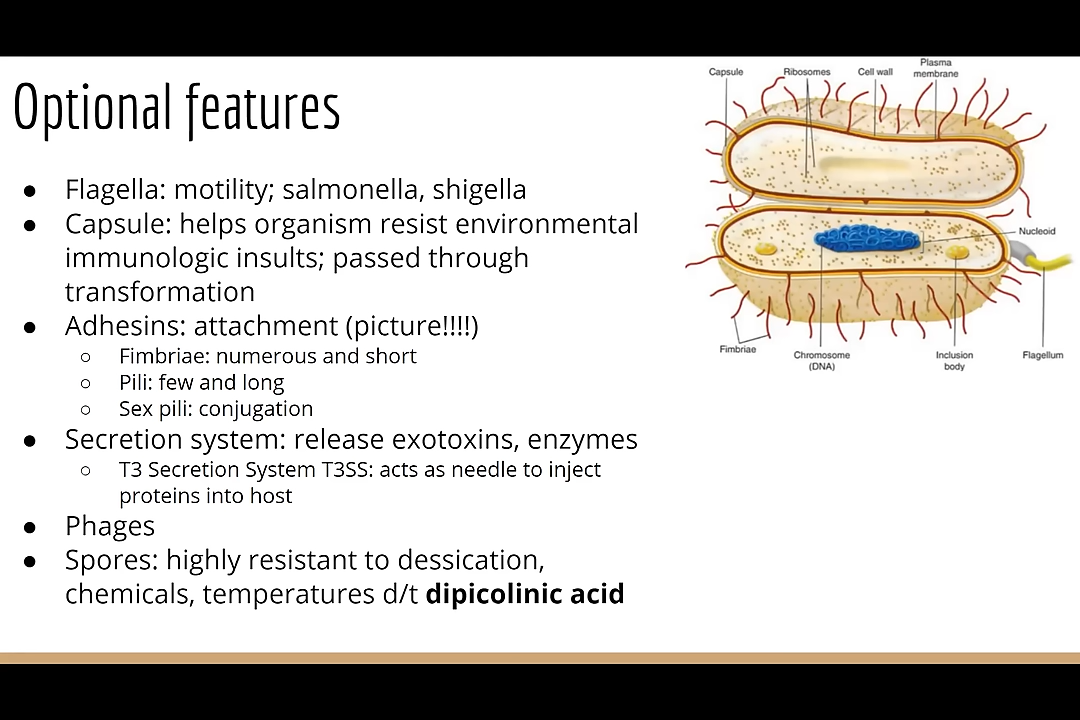 Optional features
● Flagella: motility; salmonella, shigella
● Capsule: helps organism resist environmental
immunologic insults; passed through
transformation
● Adhesins: attachment (picture!!!!)
○ Fimbriae: numerous and short
○ Pili: few and long
○ Sex pili: conjugation
● Secretion system: release exotoxins, enzymes
○ T3 Secretion System T3SS: acts as needle to inject
proteins into host
● Phages
● Spores: highly resistant to dessication,
chemicals, temperatures d/t dipicolinic acid
Capsule
Ribosomes
Cell wall
Plasma
membrane
Nucleoid
Fimbriae
Chromosome
(DNA)
Inclusion
body
Flagellum